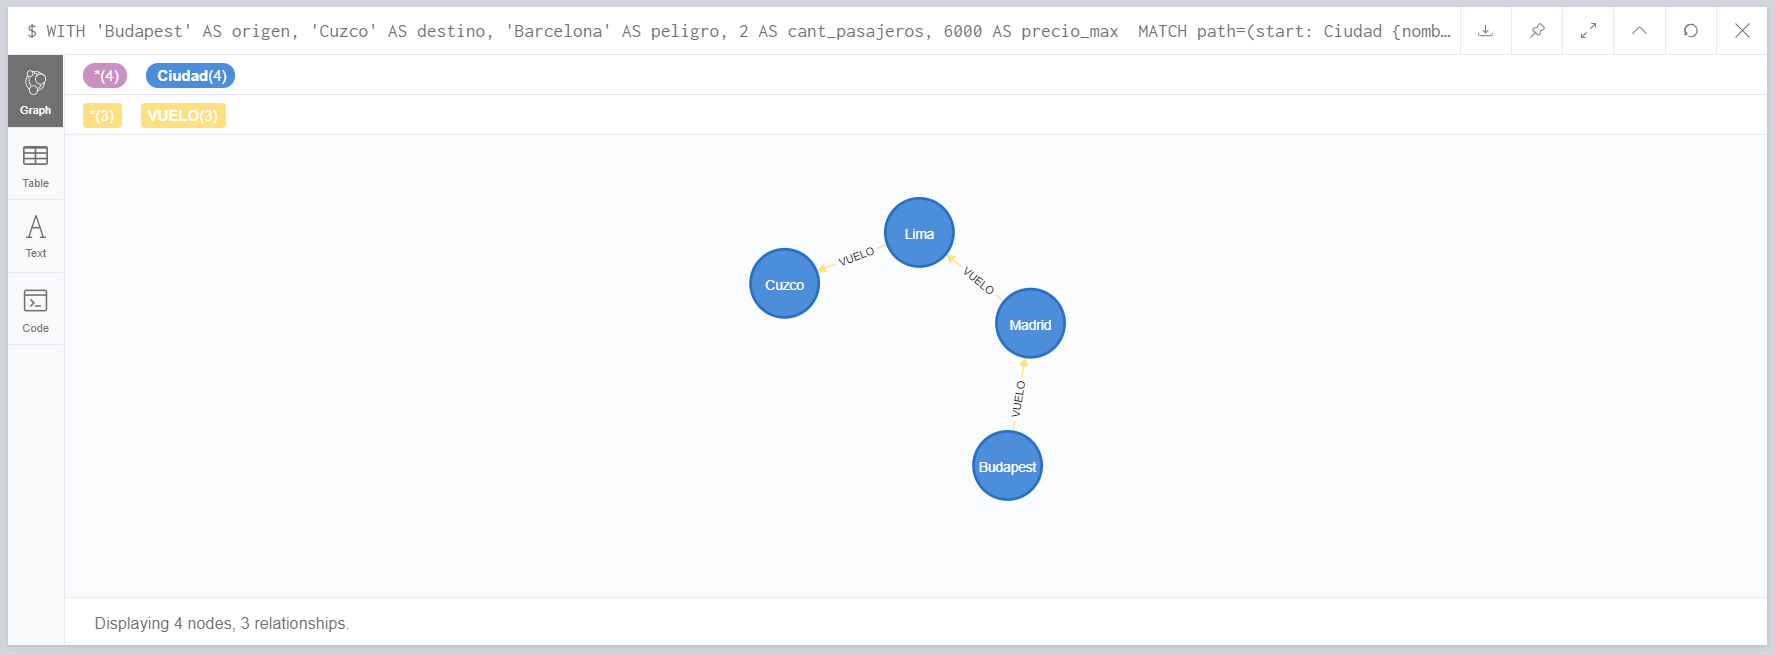 $ WITH 'Budapest' AS origen, 'Cuzco' AS destino, 'Barcelona' AS peligro, 2 AS cant_pasajeros, 6000 AS precio_max MATCH path=(start: Ciudad {nomb…
Graph
*(4) Ciudad(4)
*(3) VUELO(3)
Table
Text
Code
Lima
VUELO
Cuzco
VUELO
Madrid
VUELO
Budapest
Displaying 4 nodes, 3 relationships.